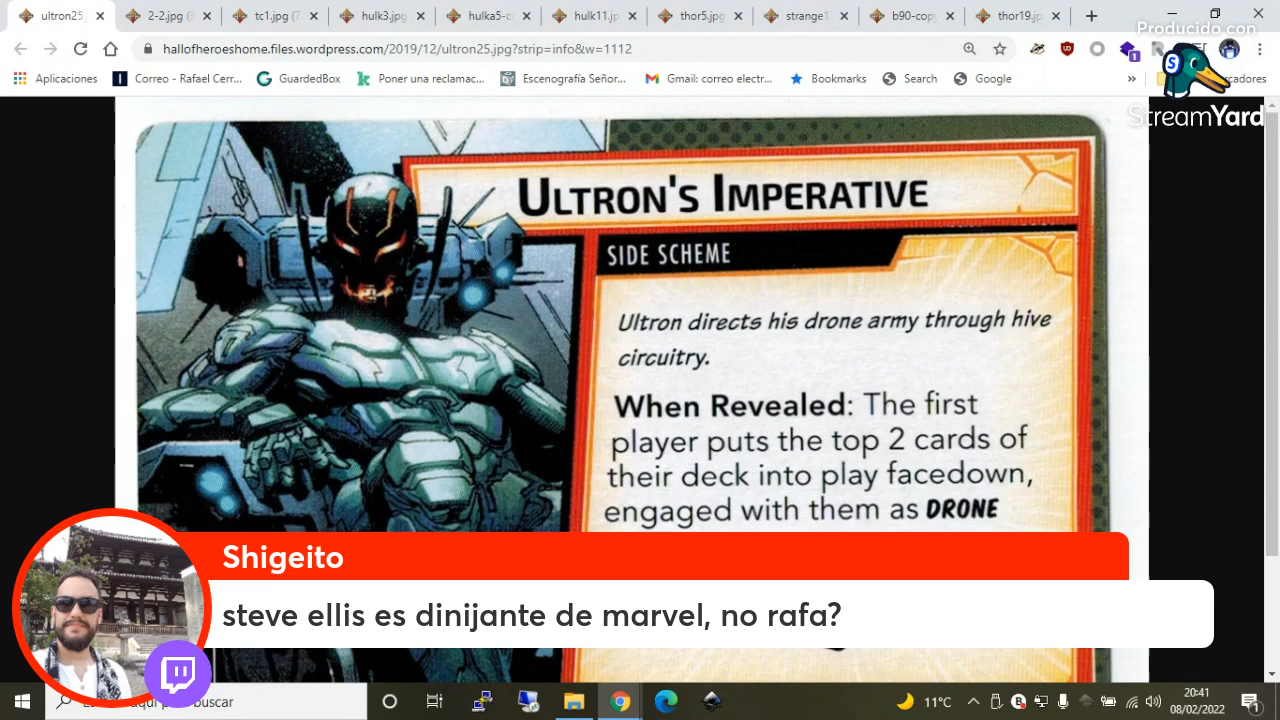 ultron25.
2-2.jpg (
tc1.jpg (7
hulk3.jpg
hulka5-c
hulk11.jp
thor5.jpg
strange1
b90-copy
thor19.jp
Producido con
hallofheroeshome.files.wordpress.com/2019/12/ultron25.jpg?strip=info&w=1112
Aplicaciones
Correo - Rafael Cerr...
GuardedBox
Poner una reclamac...
Escenografía Señor...
Gmail: correo electr...
Bookmarks
Search
Google
»
StreamYard
ULTRON'S IMPERATIVE
SIDE SCHEME
Ultron directs his drone army through hive
circuitry.
When Revealed: The first
player puts the top 2 cards of
their deck into play facedown,
engaged with them as DRONE
Shigeito
steve ellis es dinijante de marvel, no rafa?
buscar
11°C
20:41
08/02/2022